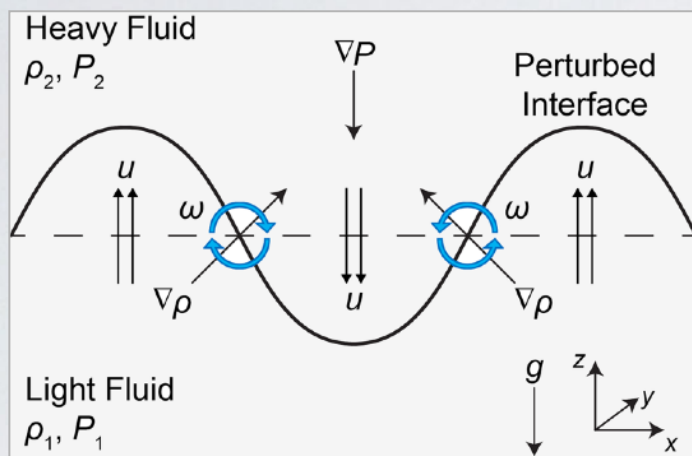 Heavy Fluid
ρ₂, P₂
∇P
Perturbed
Interface
u
ω
u
ω
u
∇ρ
∇ρ
Light Fluid
ρ₁, P₁
g
z
y
x